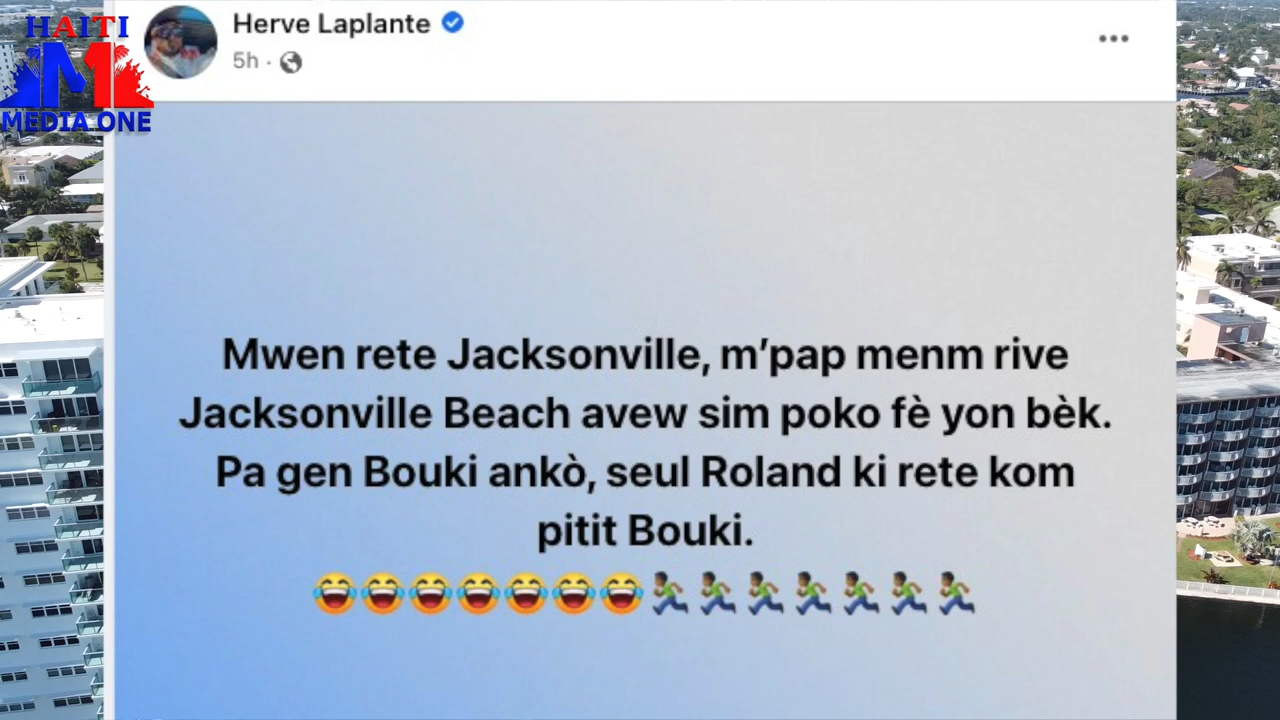 HAITI
M
MEDIA ONE
Herve Laplante
5h ·
Mwen rete Jacksonville, m’pap menm rive
Jacksonville Beach avew sim poko fè yon bèk.
Pa gen Bouki ankò, seul Roland ki rete kom
pitit Bouki.
😂😂😂😂😂😂😂🏃🏾‍♂️🏃🏾‍♂️🏃🏾‍♂️🏃🏾‍♂️🏃🏾‍♂️🏃🏾‍♂️🏃🏾‍♂️